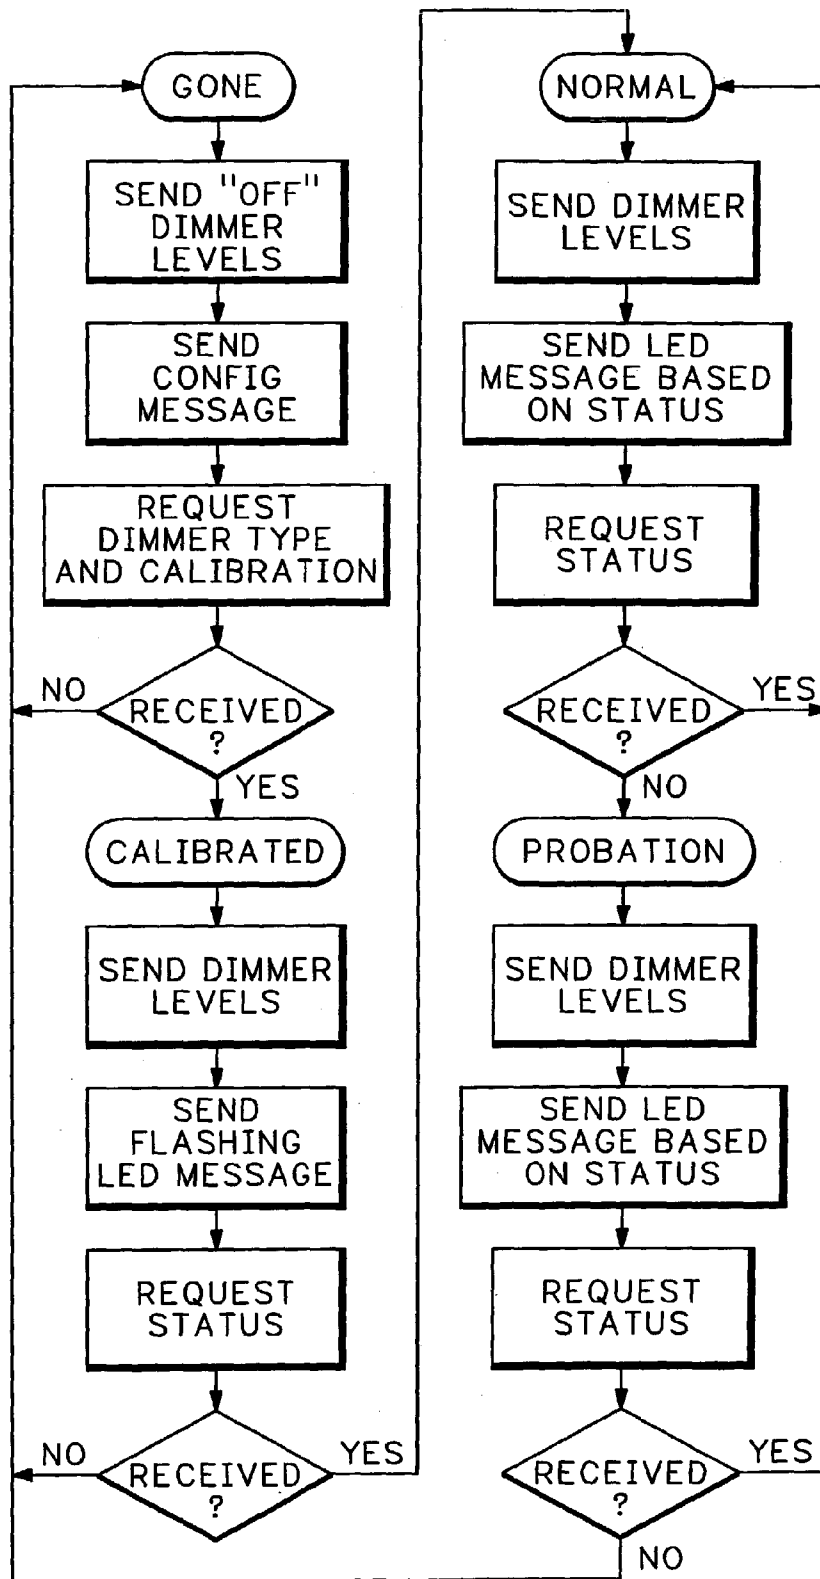 GONE
SEND "OFF"
DIMMER
LEVELS
SEND
CONFIG
MESSAGE
REQUEST
DIMMER TYPE
AND CALIBRATION
NO
RECEIVED
?
YES
CALIBRATED
SEND DIMMER
LEVELS
SEND
FLASHING
LED MESSAGE
REQUEST
STATUS
NO
RECEIVED
?
YES
NORMAL
SEND DIMMER
LEVELS
SEND LED
MESSAGE BASED
ON STATUS
REQUEST
STATUS
RECEIVED
?
YES
NO
PROBATION
SEND DIMMER
LEVELS
SEND LED
MESSAGE BASED
ON STATUS
REQUEST
STATUS
RECEIVED
?
YES
NO